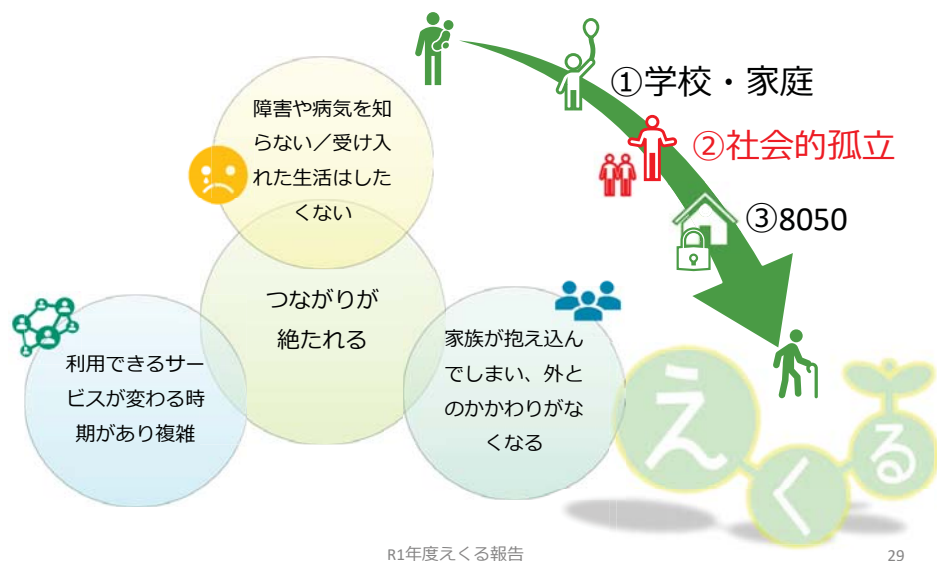 障害や病気を知
らない／受け入
れた生活はした
くない
つながりが
絶たれる
利用できるサー
ビスが変わる時
期があり複雑
家族が抱え込ん
でしまい、外と
のかかわりがな
くなる
①学校・家庭
②社会的孤立
③8050
えくる
R1年度えくる報告
29